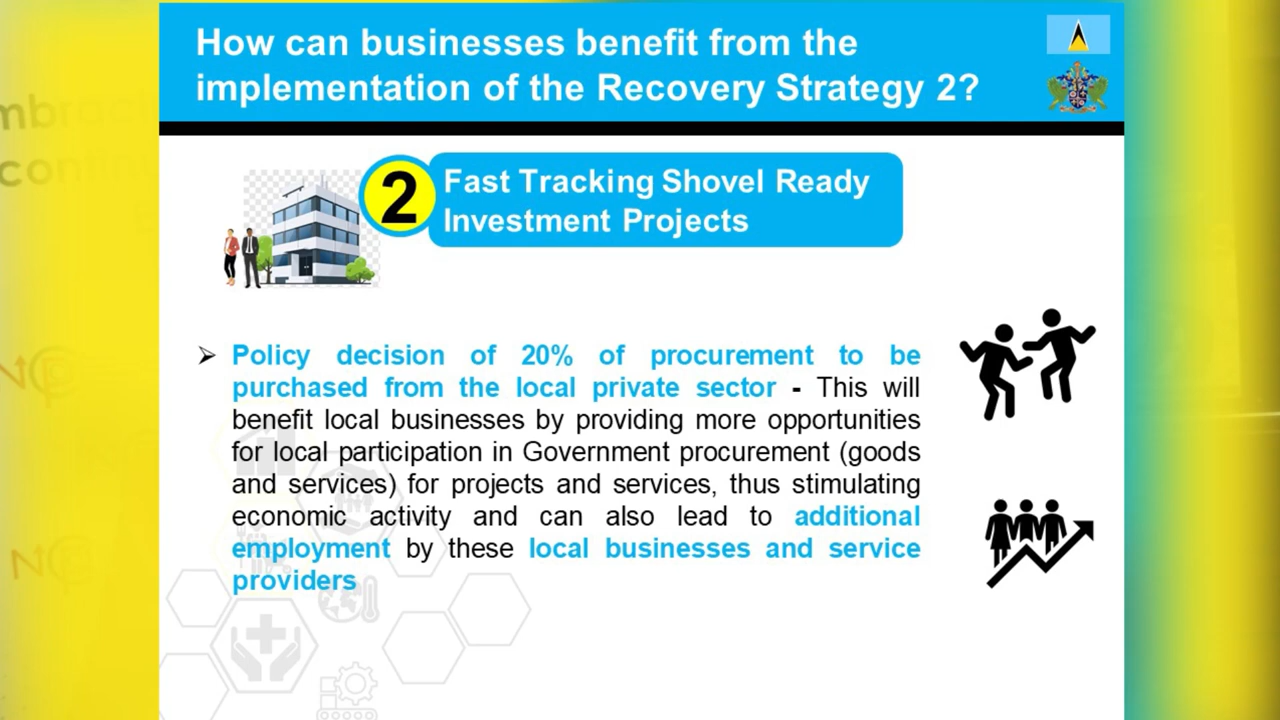 How can businesses benefit from the
implementation of the Recovery Strategy 2?
2
Fast Tracking Shovel Ready
Investment Projects
➢ Policy decision of 20% of procurement to be
purchased from the local private sector - This will
benefit local businesses by providing more opportunities
for local participation in Government procurement (goods
and services) for projects and services, thus stimulating
economic activity and can also lead to additional
employment by these local businesses and service
providers